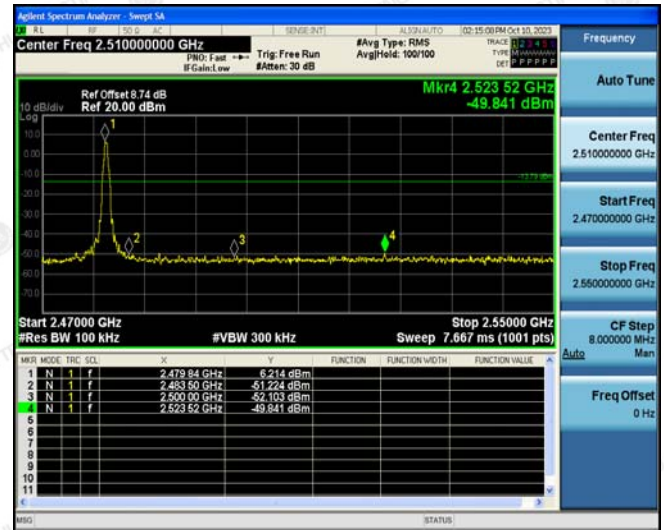 Agilent Spectrum Analyzer - Swept SA
RL RF 50 Ω AC SENSE:INT ALIGNAUTO 02:15:08 PM Oct 10, 2023
Center Freq 2.510000000 GHz
PNO: Fast
IFGain:Low
Trig: Free Run
#Atten: 30 dB
#Avg Type: RMS
Avg|Hold: 100/100
TRACE 1 2 3 4 5 6
TYPE
DET P P P P P P
Ref Offset 8.74 dB
Ref 20.00 dBm
10 dB/div
Log
Mkr4 2.523 52 GHz
-49.841 dBm
10.0
0.00
-10.0
-20.0
-30.0
-40.0
-50.0
-60.0
-70.0
1
2
3
4
Start 2.47000 GHz
#Res BW 100 kHz
#VBW 300 kHz
Stop 2.55000 GHz
Sweep 7.667 ms (1001 pts)
MKR MODE TRC SCL X Y FUNCTION FUNCTION WIDTH FUNCTION VALUE
1 N 1 f 2.479 84 GHz 6.214 dBm
2 N 1 f 2.483 50 GHz -51.224 dBm
3 N 1 f 2.500 00 GHz -52.103 dBm
4 N 1 f 2.523 52 GHz -49.841 dBm
5
6
7
8
9
10
11
MSG STATUS
Frequency
Auto Tune
Center Freq
2.510000000 GHz
Start Freq
2.470000000 GHz
Stop Freq
2.550000000 GHz
CF Step
8.000000 MHz
Auto Man
Freq Offset
0 Hz